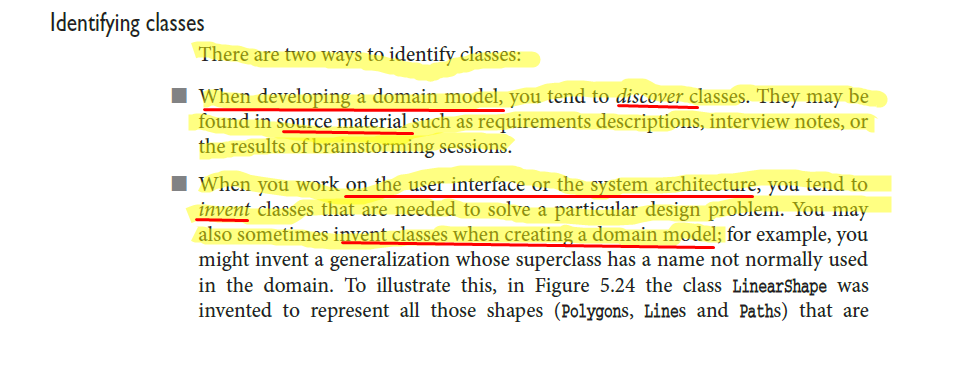 Identifying classes
There are two ways to identify classes:
■ When developing a domain model, you tend to discover classes. They may be
found in source material such as requirements descriptions, interview notes, or
the results of brainstorming sessions.
■ When you work on the user interface or the system architecture, you tend to
invent classes that are needed to solve a particular design problem. You may
also sometimes invent classes when creating a domain model; for example, you
might invent a generalization whose superclass has a name not normally used
in the domain. To illustrate this, in Figure 5.24 the class LinearShape was
invented to represent all those shapes (Polygons, Lines and Paths) that are